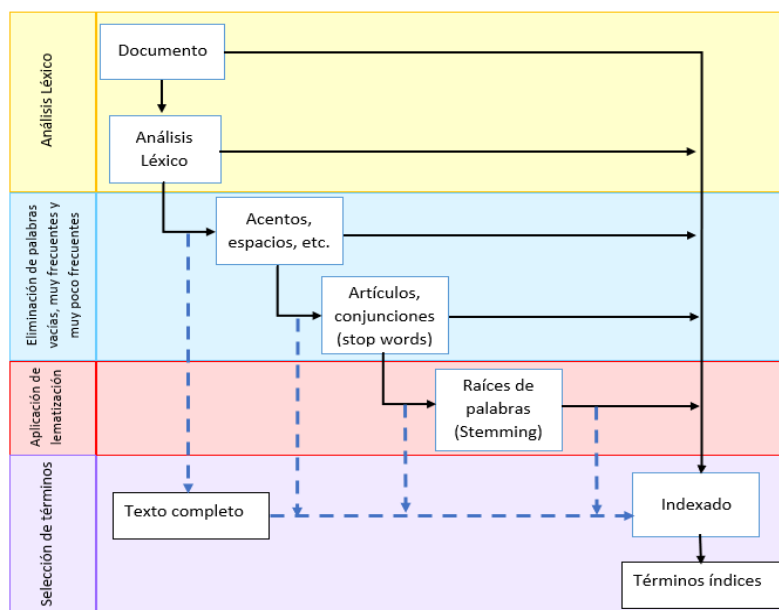 Análisis Léxico
Documento
Análisis
Léxico
Eliminación de palabras
vacías, muy frecuentes y
muy poco frecuentes
Acentos,
espacios, etc.
Artículos,
conjunciones
(stop words)
Aplicación de
lematización
Raíces de
palabras
(Stemming)
Selección de términos
Texto completo
Indexado
Términos índices